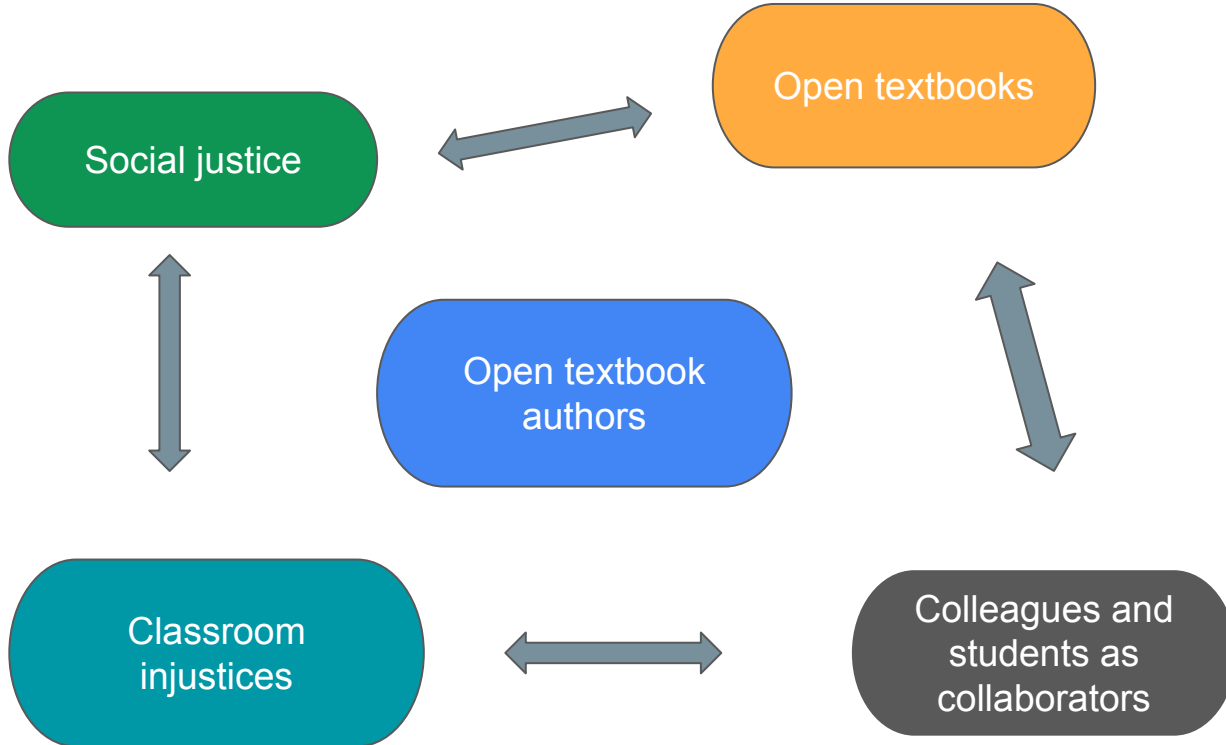 Open textbooks
Social justice
Open textbook
authors
Classroom
injustices
Colleagues and
students as
collaborators